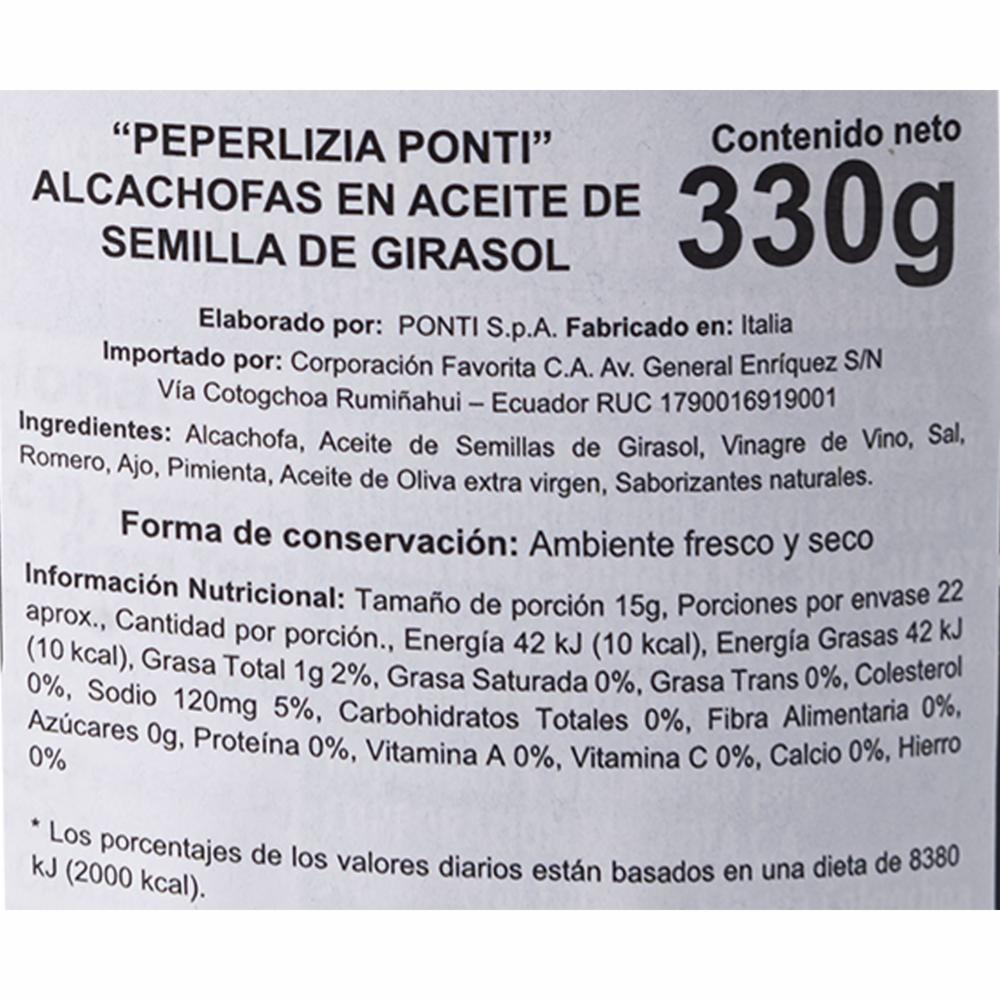 “PEPERLIZIA PONTI”
ALCACHOFAS EN ACEITE DE
SEMILLA DE GIRASOL
Contenido neto
330g
Elaborado por: PONTI S.p.A. Fabricado en: Italia
Importado por: Corporación Favorita C.A. Av. General Enríquez S/N
Vía Cotogchoa Rumiñahui – Ecuador RUC 1790016919001
Ingredientes: Alcachofa, Aceite de Semillas de Girasol, Vinagre de Vino, Sal,
Romero, Ajo, Pimienta, Aceite de Oliva extra virgen, Saborizantes naturales.
Forma de conservación: Ambiente fresco y seco
Información Nutricional: Tamaño de porción 15g, Porciones por envase 22
aprox., Cantidad por porción., Energía 42 kJ (10 kcal), Energía Grasas 42 kJ
(10 kcal), Grasa Total 1g 2%, Grasa Saturada 0%, Grasa Trans 0%, Colesterol
0%, Sodio 120mg 5%, Carbohidratos Totales 0%, Fibra Alimentaria 0%,
Azúcares 0g, Proteína 0%, Vitamina A 0%, Vitamina C 0%, Calcio 0%, Hierro
0%
* Los porcentajes de los valores diarios están basados en una dieta de 8380
kJ (2000 kcal).